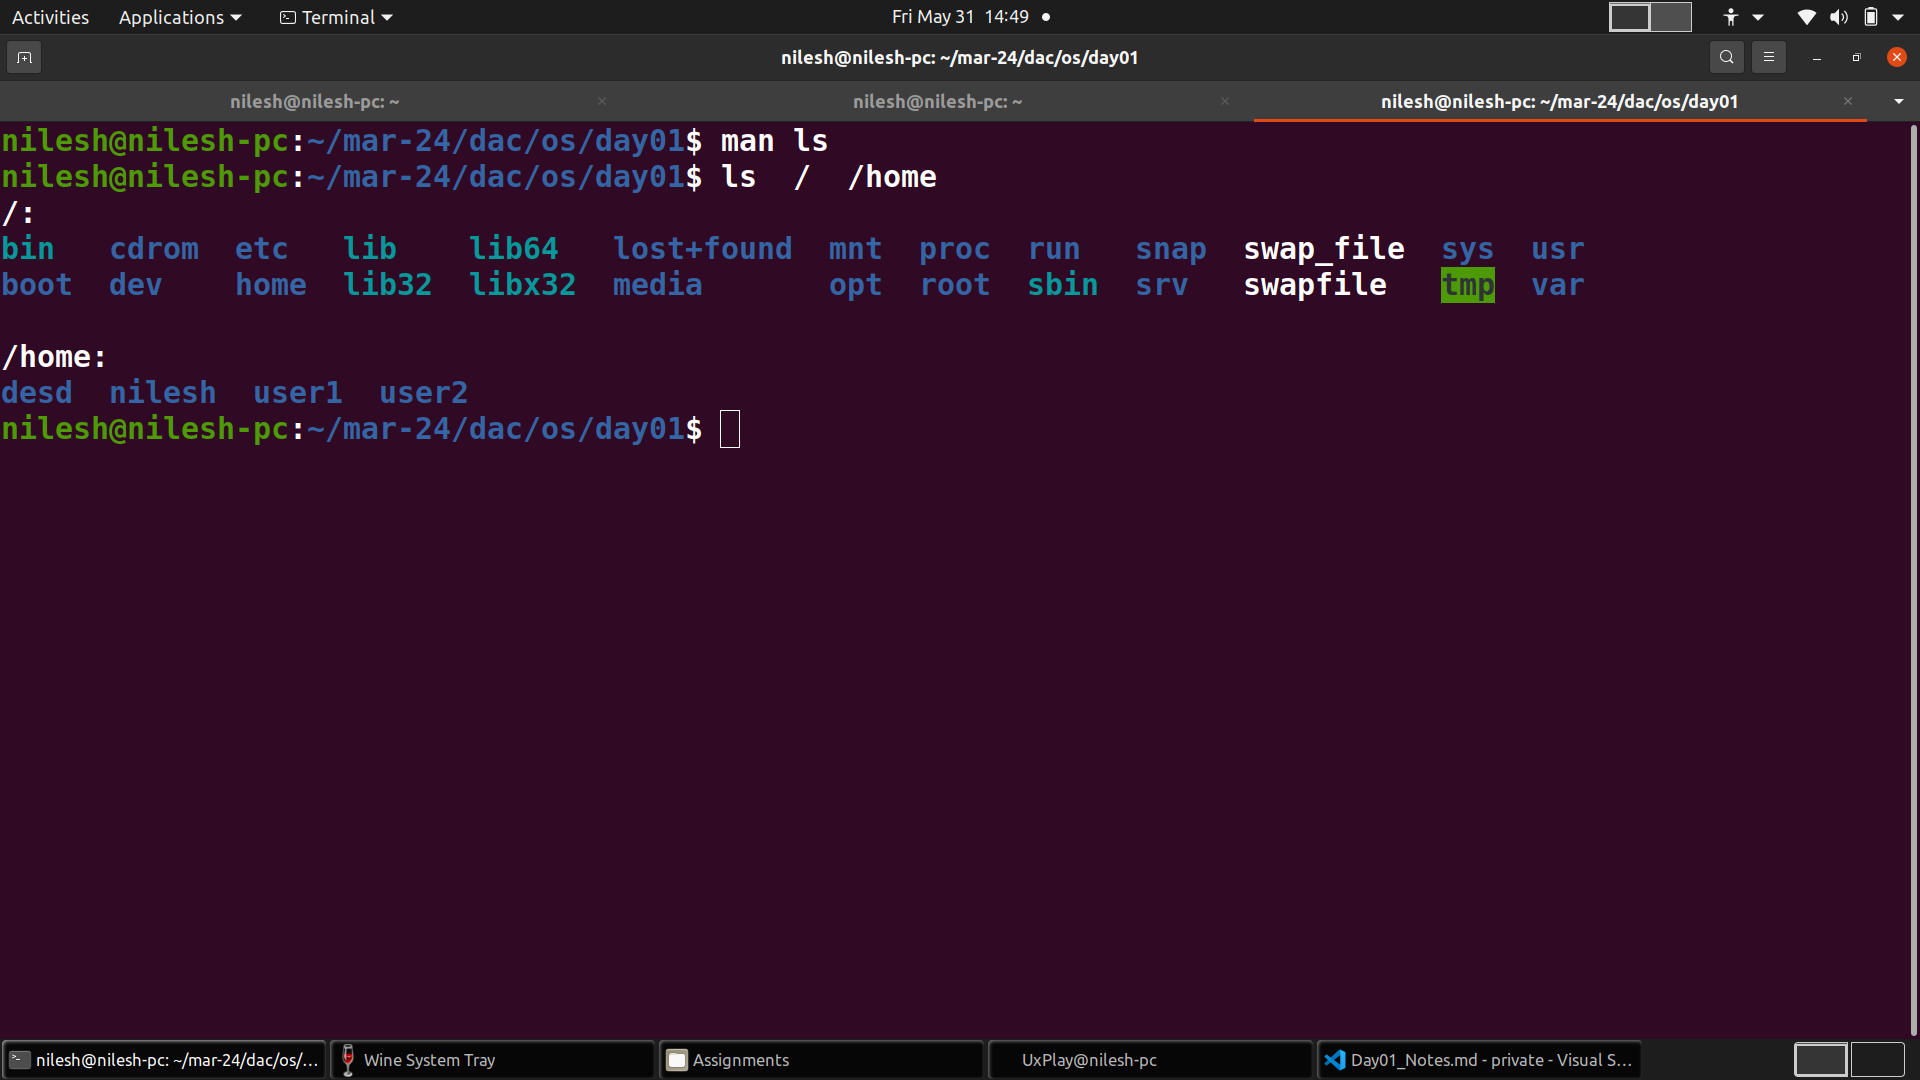 Activities Applications Terminal Fri May 31 14:49
nilesh@nilesh-pc: ~/mar-24/dac/os/day01
nilesh@nilesh-pc: ~ nilesh@nilesh-pc: ~ nilesh@nilesh-pc: ~/mar-24/dac/os/day01
nilesh@nilesh-pc:~/mar-24/dac/os/day01$ man ls
nilesh@nilesh-pc:~/mar-24/dac/os/day01$ ls  /  /home
/:
bin   cdrom  etc   lib    lib64   lost+found  mnt  proc  run   snap  swap_file  sys  usr
boot  dev    home  lib32  libx32  media       opt  root  sbin  srv   swapfile   tmp  var
/home:
desd  nilesh  user1  user2
nilesh@nilesh-pc:~/mar-24/dac/os/day01$
nilesh@nilesh-pc: ~/mar-24/dac/os/... Wine System Tray Assignments UxPlay@nilesh-pc Day01_Notes.md - private - Visual S...